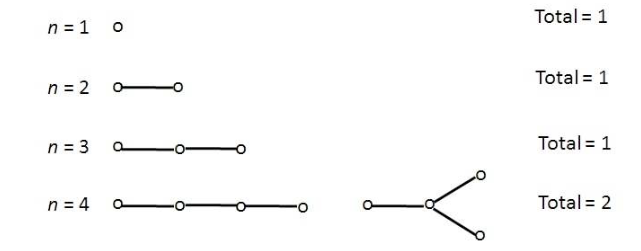 n = 1 Total = 1
n = 2 Total = 1
n = 3 Total = 1
n = 4 Total = 2